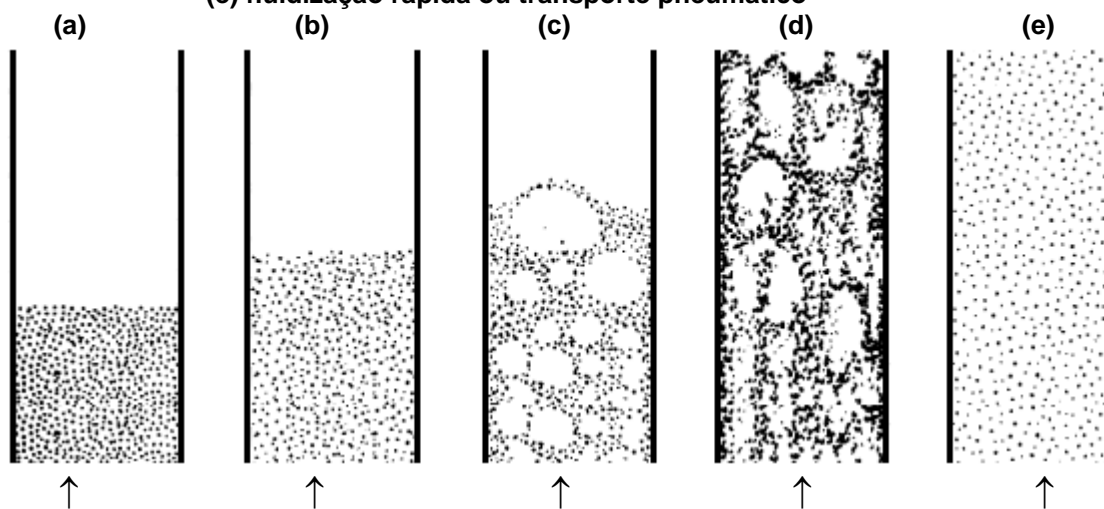 (e) fluidização rápida ou transporte pneumático
(a) (b) (c) (d) (e)